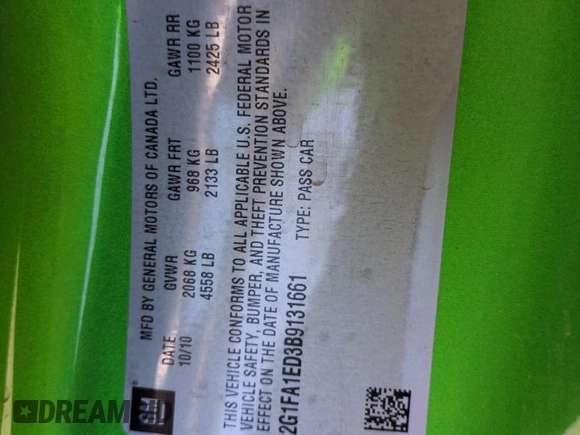 MFD BY GENERAL MOTORS OF CANADA LTD.
DATE GVWR GAWR FRT GAWR RR
10/10 2068 KG 968 KG 1100 KG
4558 LB 2133 LB 2425 LB
THIS VEHICLE CONFORMS TO ALL APPLICABLE U.S. FEDERAL MOTOR
VEHICLE SAFETY, BUMPER, AND THEFT PREVENTION STANDARDS IN
EFFECT ON THE DATE OF MANUFACTURE SHOWN ABOVE.
2G1FA1ED3B9131661 TYPE: PASS CAR
GM
DREAM